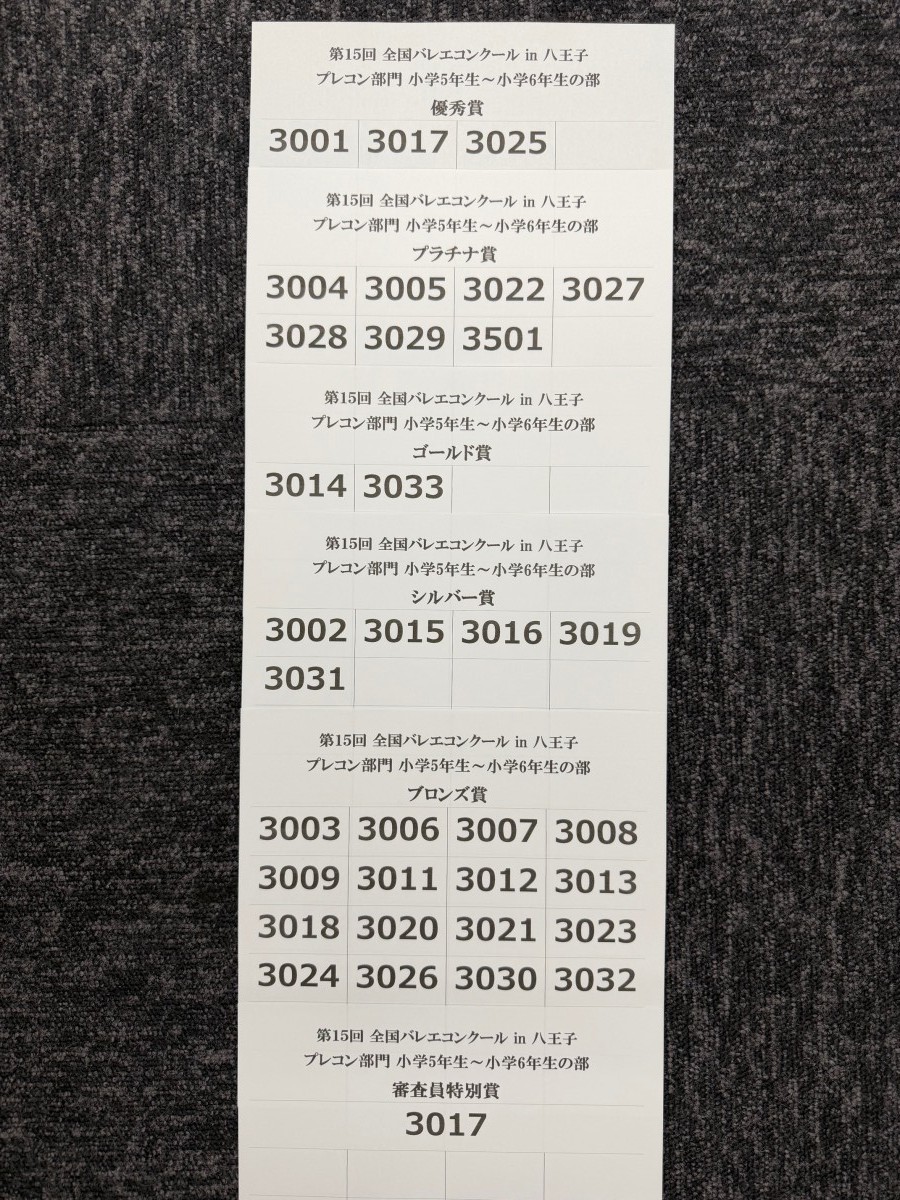 第15回 全国バレエコンクール in 八王子
プレコン部門 小学5年生～小学6年生の部
優秀賞
3001 3017 3025
第15回 全国バレエコンクール in 八王子
プレコン部門 小学5年生～小学6年生の部
プラチナ賞
3004 3005 3022 3027
3028 3029 3501
第15回 全国バレエコンクール in 八王子
プレコン部門 小学5年生～小学6年生の部
ゴールド賞
3014 3033
第15回 全国バレエコンクール in 八王子
プレコン部門 小学5年生～小学6年生の部
シルバー賞
3002 3015 3016 3019
3031
第15回 全国バレエコンクール in 八王子
プレコン部門 小学5年生～小学6年生の部
ブロンズ賞
3003 3006 3007 3008
3009 3011 3012 3013
3018 3020 3021 3023
3024 3026 3030 3032
第15回 全国バレエコンクール in 八王子
プレコン部門 小学5年生～小学6年生の部
審査員特別賞
3017